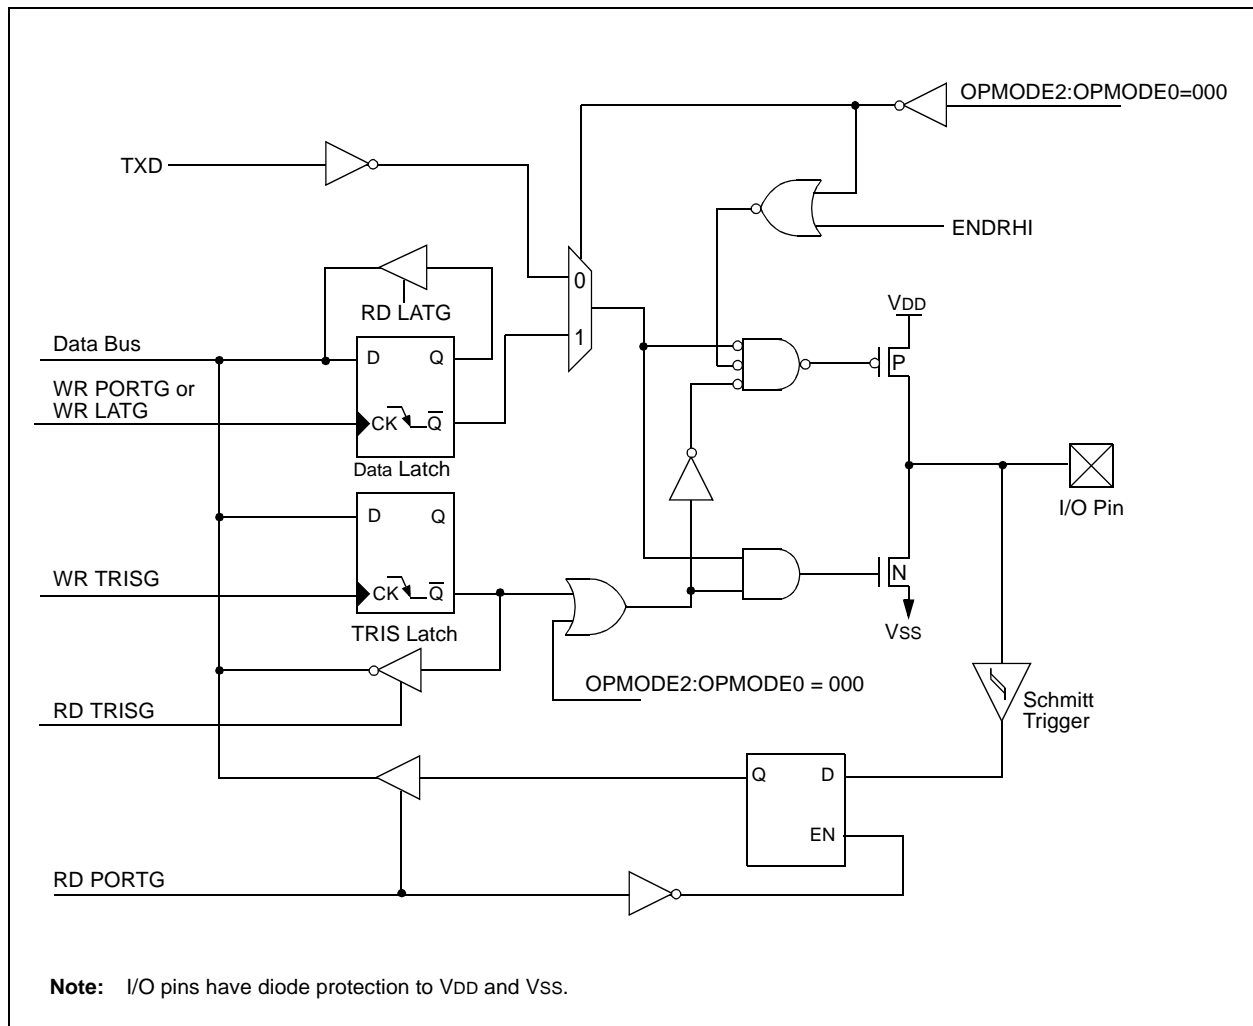 OPMODE2:OPMODE0=000
TXD
ENDRHI
0
RD LATG
1
VDD
Data Bus
D Q
P
WR PORTG or
WR LATG
CK Q̅
Data Latch
I/O Pin
D Q
WR TRISG
CK Q̅
N
TRIS Latch
VSS
OPMODE2:OPMODE0 = 000
RD TRISG
Schmitt
Trigger
Q D
EN
RD PORTG
Note: I/O pins have diode protection to VDD and VSS.